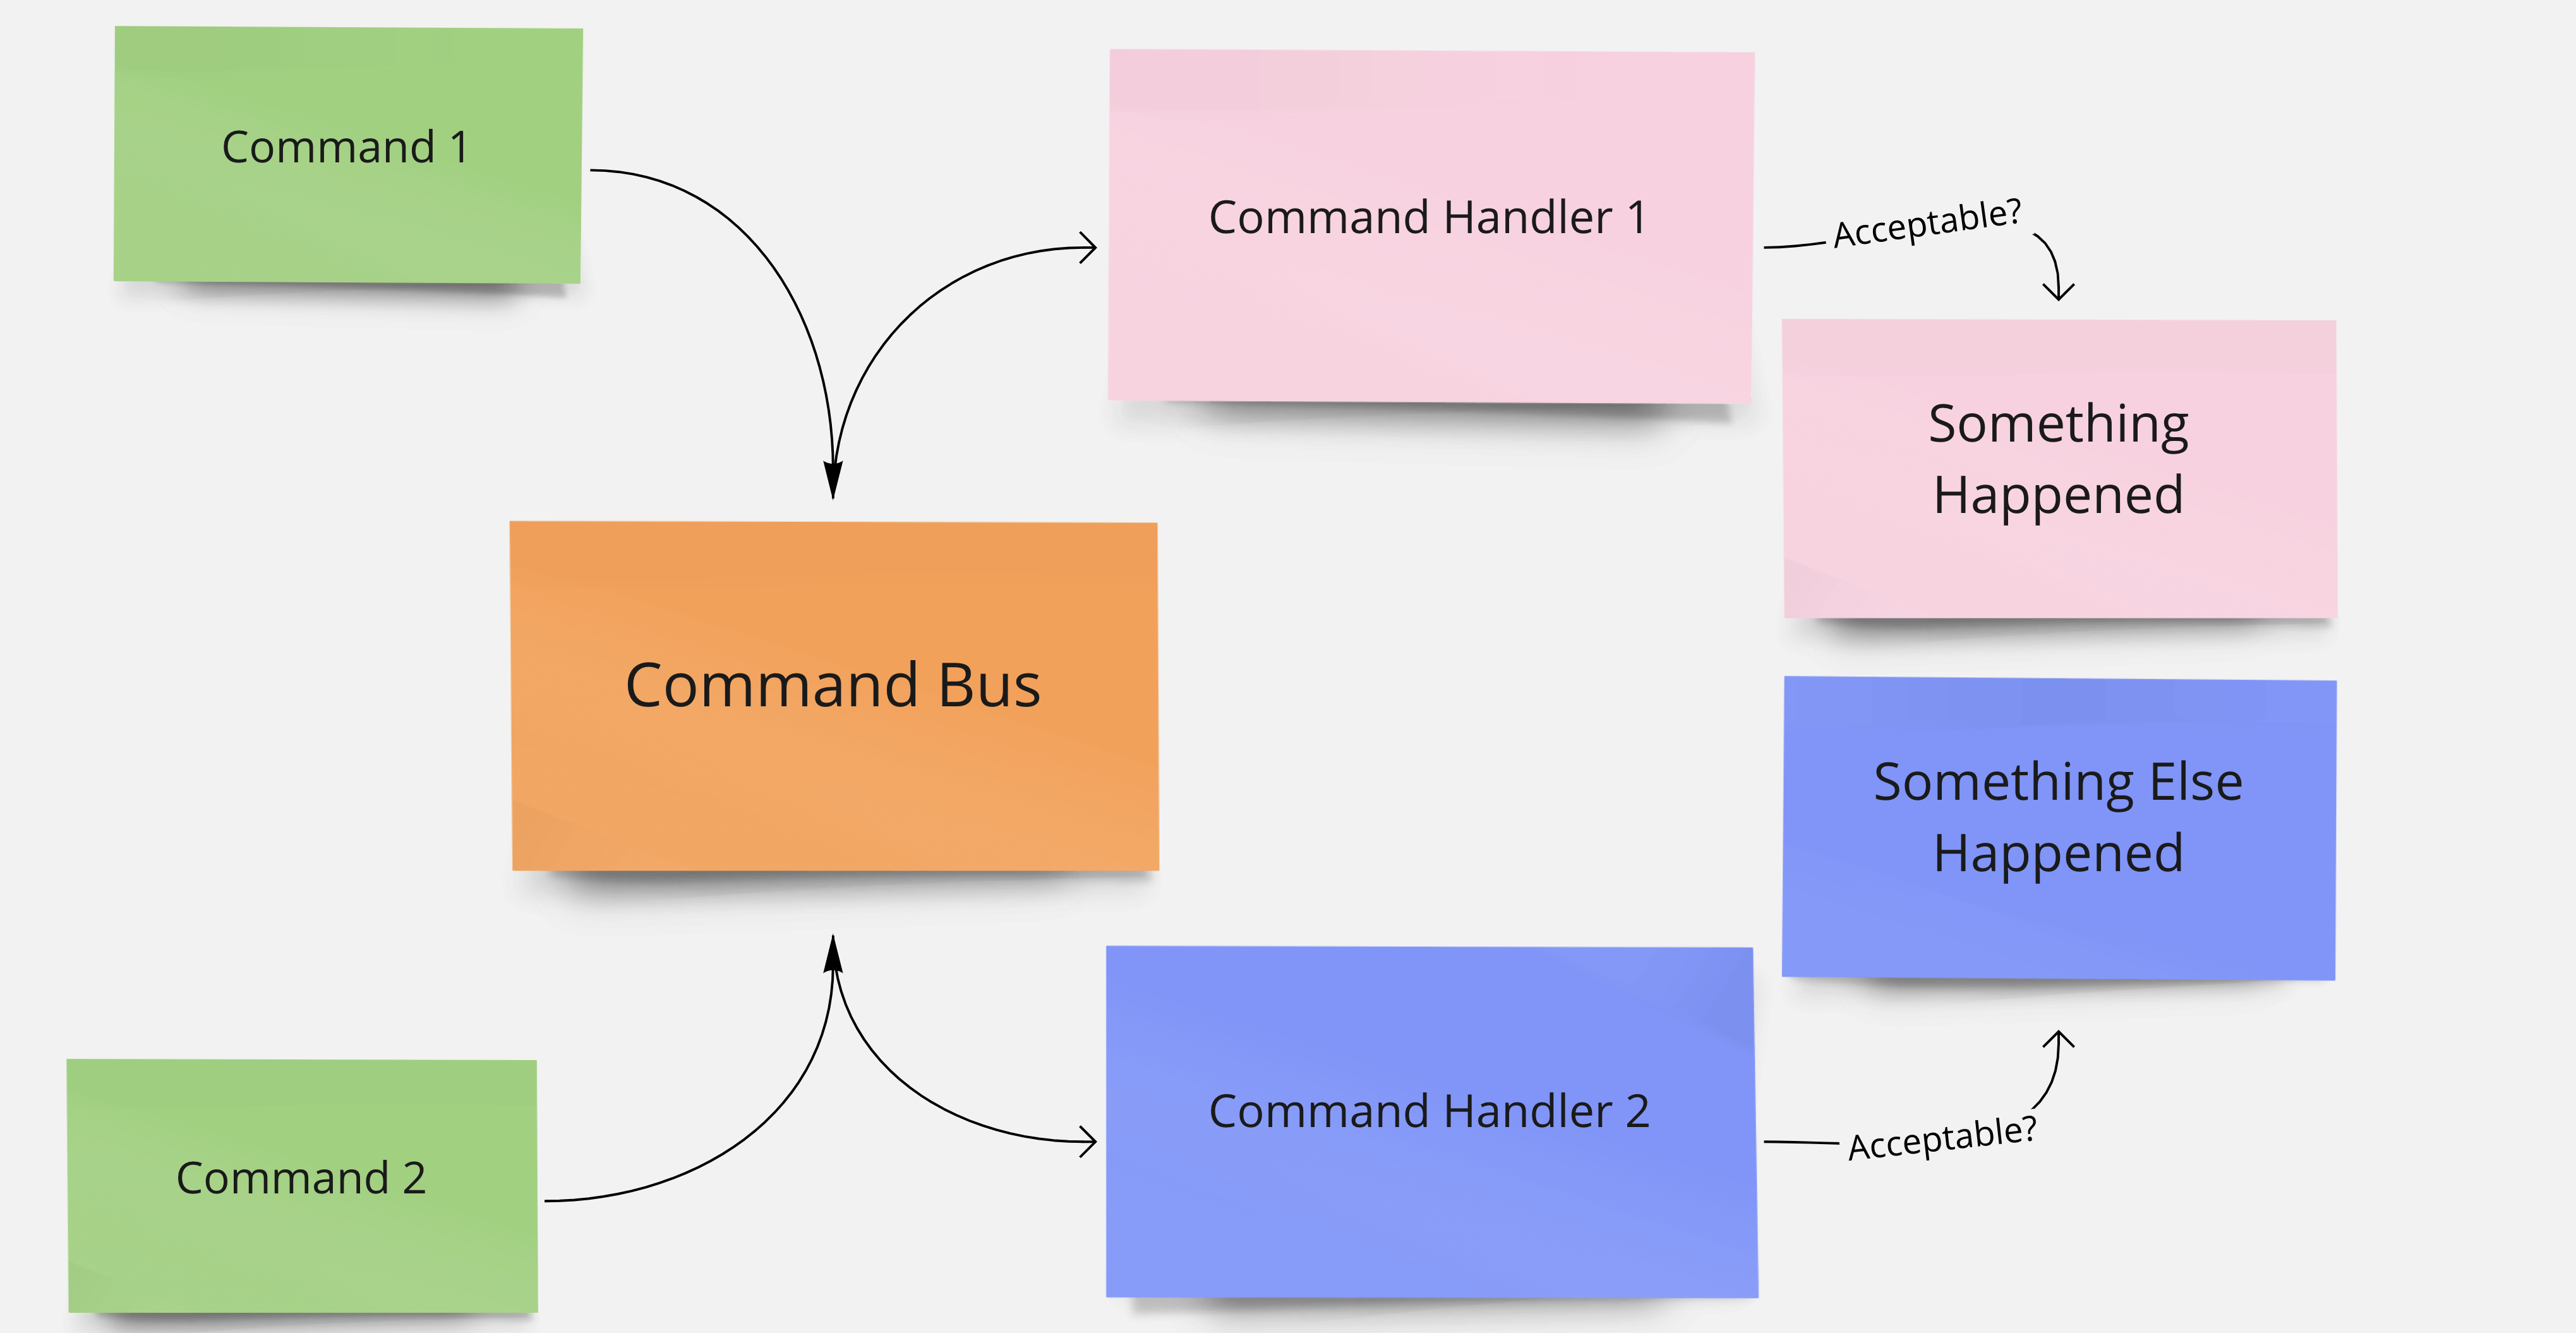 Command 1
Command Handler 1
Acceptable?
Something
Happened
Command Bus
Something Else
Happened
Command Handler 2
Acceptable?
Command 2